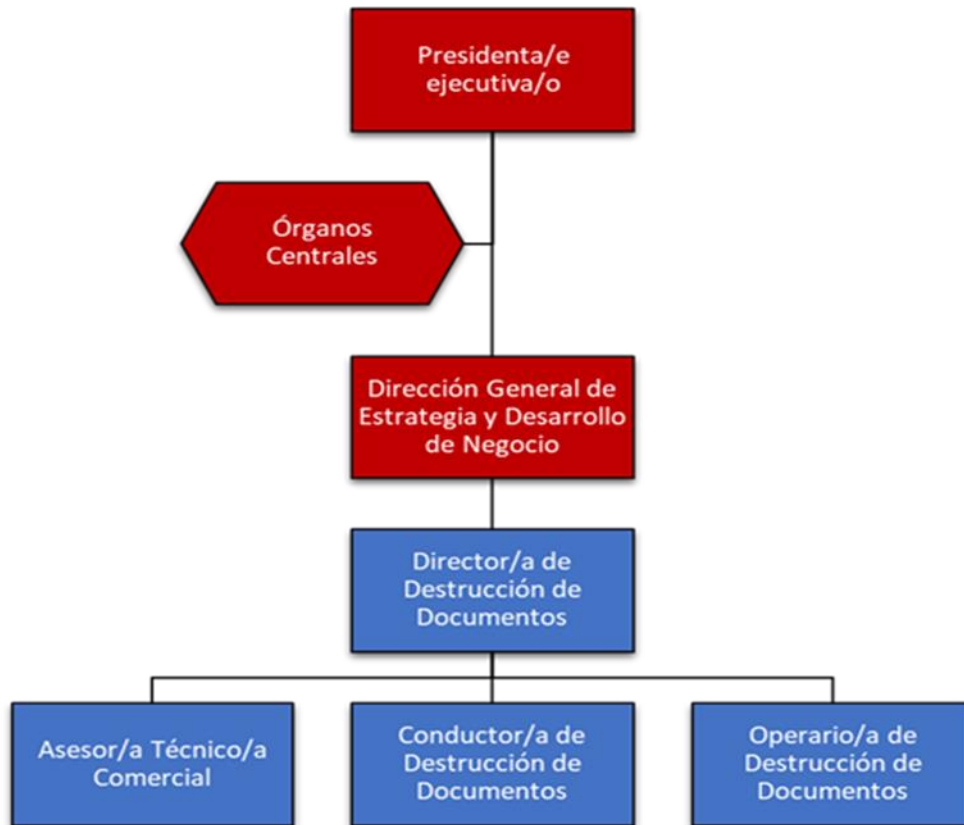 Presidenta/e
ejecutiva/o
Órganos
Centrales
Dirección General de
Estrategia y Desarrollo
de Negocio
Director/a de
Destrucción de
Documentos
Asesor/a Técnico/a
Comercial
Conductor/a de
Destrucción de
Documentos
Operario/a de
Destrucción de
Documentos